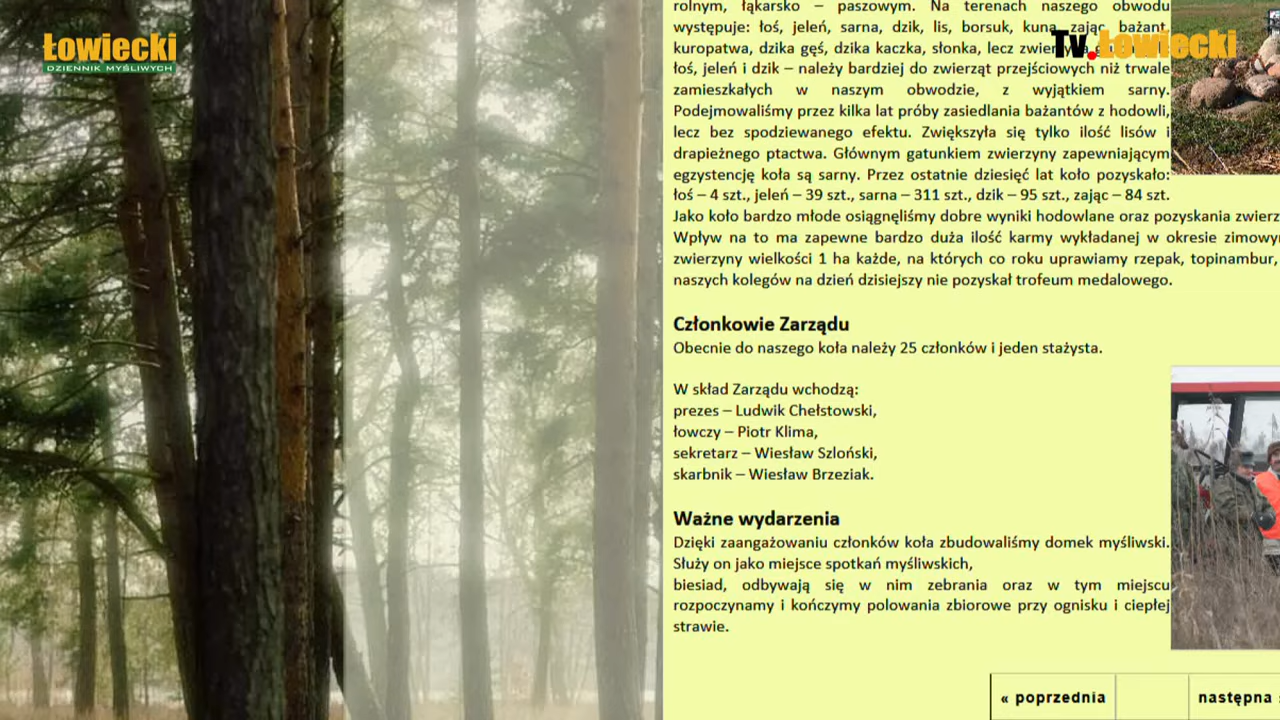 Łowiecki
DZIENNIK MYŚLIWYCH
Tv.Łowiecki
rolnym, łąkarsko – paszowym. Na terenach naszego obwodu
występuje: łoś, jeleń, sarna, dzik, lis, borsuk, kuna, zając, bażant,
kuropatwa, dzika gęś, dzika kaczka, słonka, lecz
łoś, jeleń i dzik – należy bardziej do zwierząt przejściowych niż trwale
zamieszkałych w naszym obwodzie, z wyjątkiem sarny.
Podejmowaliśmy przez kilka lat próby zasiedlania bażantów z hodowli,
lecz bez spodziewanego efektu. Zwiększyła się tylko ilość lisów i
drapieżnego ptactwa. Głównym gatunkiem zwierzyny zapewniającym
egzystencję koła są sarny. Przez ostatnie dziesięć lat koło pozyskało:
łoś – 4 szt., jeleń – 39 szt., sarna – 311 szt., dzik – 95 szt., zając – 84 szt.
Jako koło bardzo młode osiągnęliśmy dobre wyniki hodowlane oraz pozyskania zwierz
Wpływ na to ma zapewne bardzo duża ilość karmy wykładanej w okresie zimowym
zwierzyny wielkości 1 ha każde, na których co roku uprawiamy rzepak, topinambur,
naszych kolegów na dzień dzisiejszy nie pozyskał trofeum medalowego.
Członkowie Zarządu
Obecnie do naszego koła należy 25 członków i jeden stażysta.
W skład Zarządu wchodzą:
prezes – Ludwik Chełstowski,
łowczy – Piotr Klima,
sekretarz – Wiesław Szloński,
skarbnik – Wiesław Brzeziak.
Ważne wydarzenia
Dzięki zaangażowaniu członków koła zbudowaliśmy domek myśliwski.
Służy on jako miejsce spotkań myśliwskich,
biesiad, odbywają się w nim zebrania oraz w tym miejscu
rozpoczynamy i kończymy polowania zbiorowe przy ognisku i ciepłej
strawie.
« poprzednia
następna